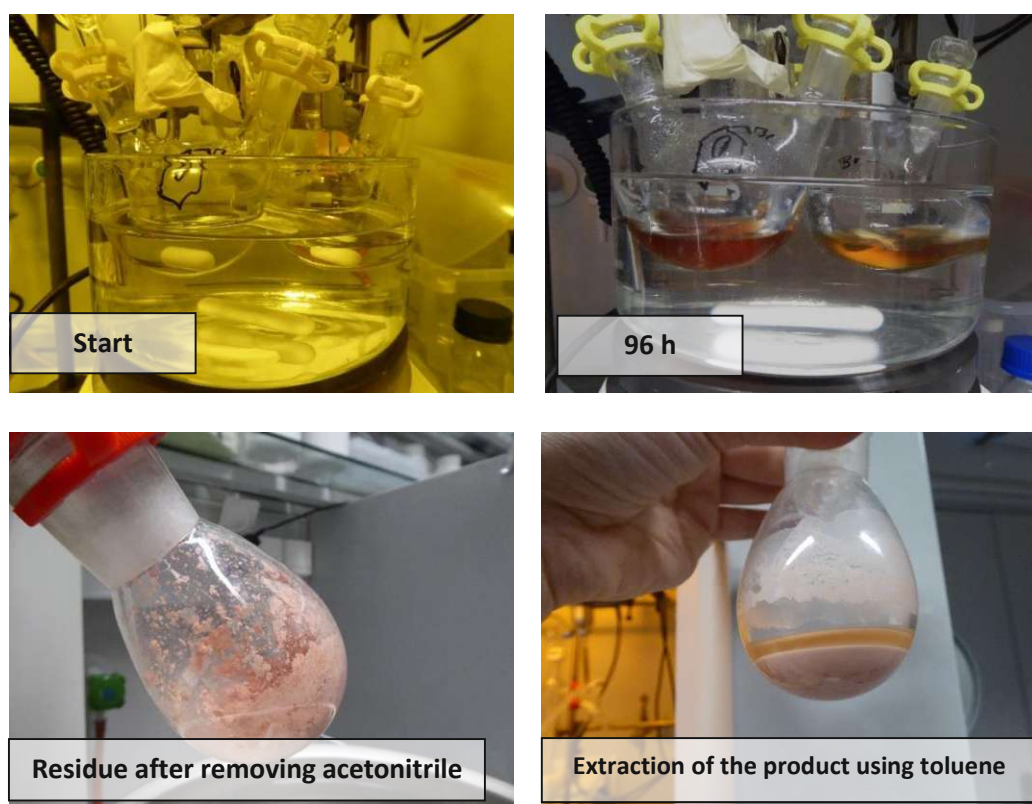 Start
96 h
Residue after removing acetonitrile
Extraction of the product using toluene